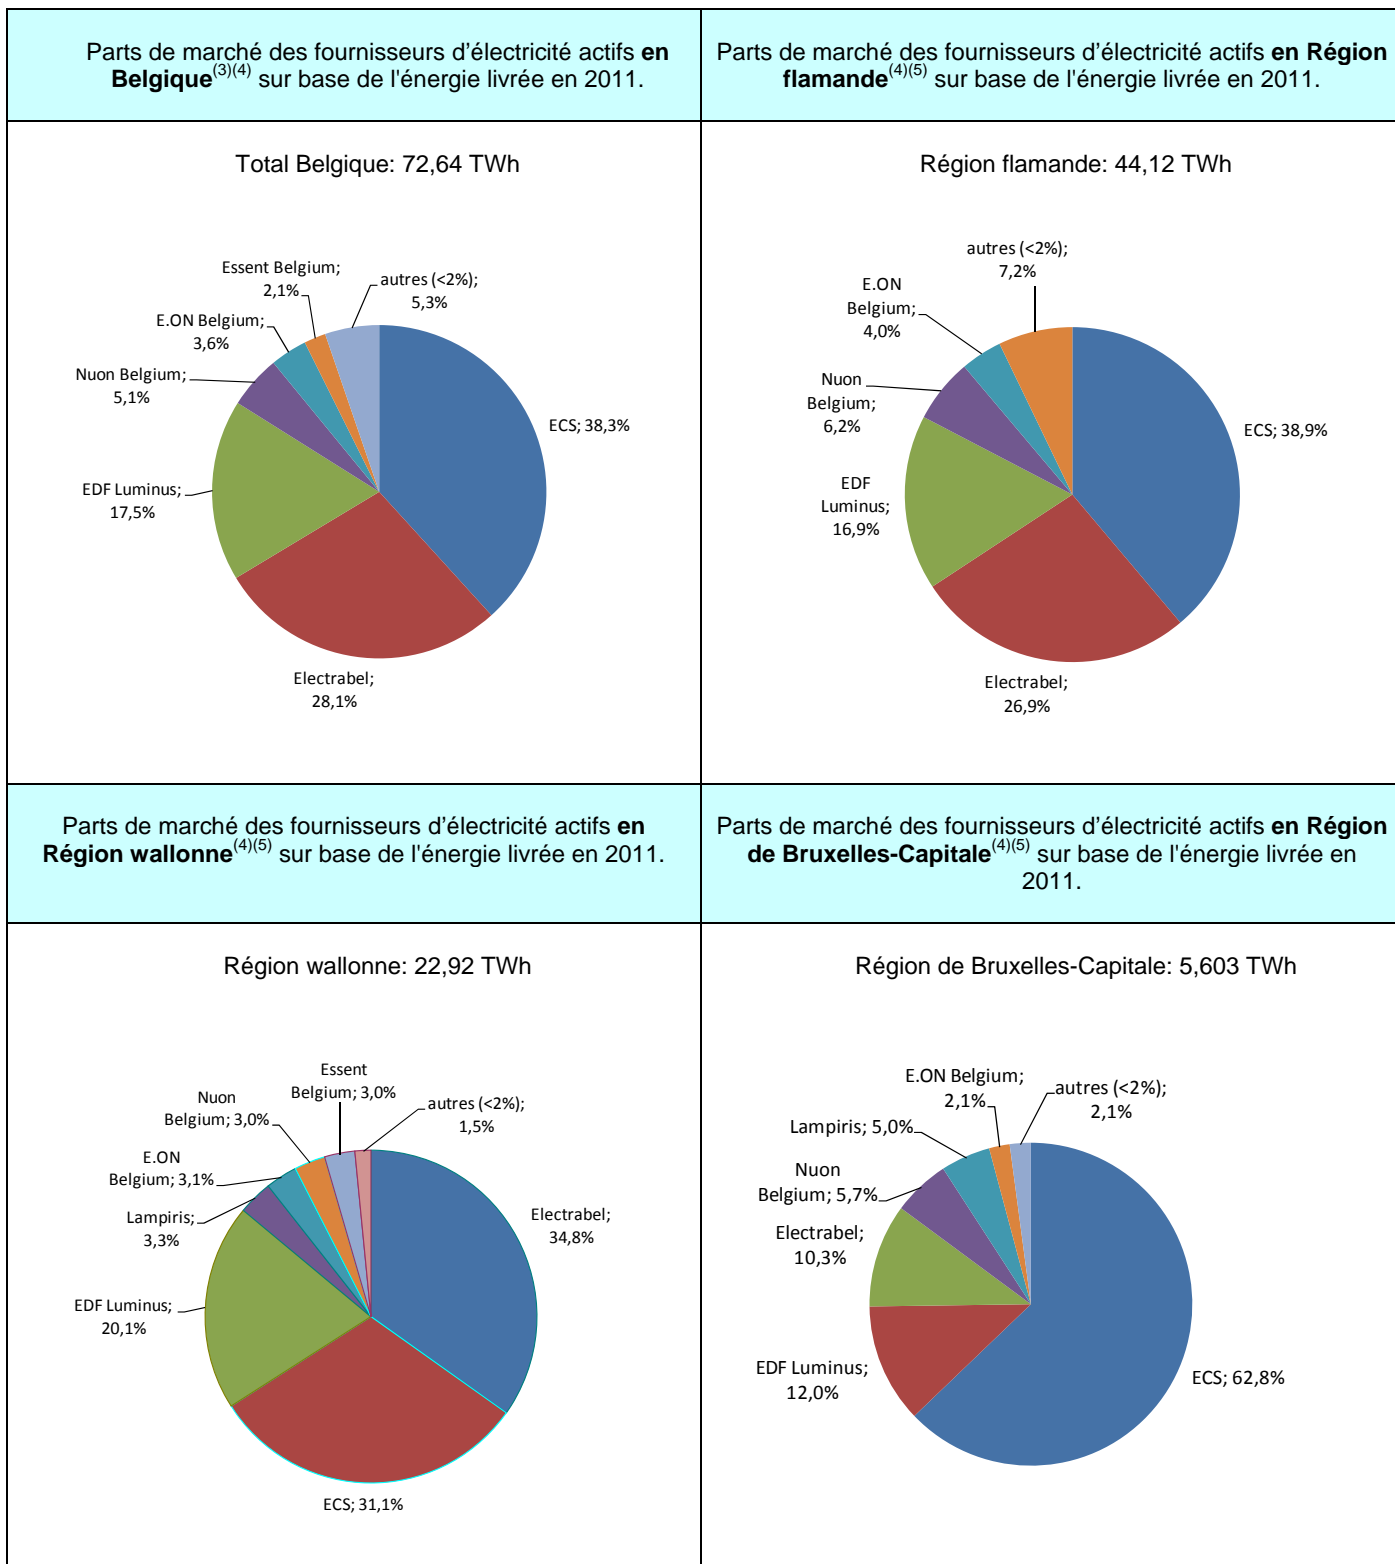 Parts de marché des fournisseurs d'électricité actifs en
Belgique(3)(4) sur base de l'énergie livrée en 2011.
Parts de marché des fournisseurs d'électricité actifs en Région
flamande(4)(5) sur base de l'énergie livrée en 2011.
Total Belgique: 72,64 TWh
Essent Belgium;
2,1%
autres (<2%);
5,3%
E.ON Belgium;
3,6%
Nuon Belgium;
5,1%
ECS; 38,3%
EDF Luminus;
17,5%
Electrabel;
28,1%
Région flamande: 44,12 TWh
autres (<2%);
7,2%
E.ON
Belgium;
4,0%
Nuon
Belgium;
6,2%
ECS; 38,9%
EDF
Luminus;
16,9%
Electrabel;
26,9%
Parts de marché des fournisseurs d'électricité actifs en
Région wallonne(4)(5) sur base de l'énergie livrée en 2011.
Parts de marché des fournisseurs d'électricité actifs en Région
de Bruxelles-Capitale(4)(5) sur base de l'énergie livrée en
2011.
Région wallonne: 22,92 TWh
Essent
Belgium; 3,0%
Nuon
Belgium; 3,0%
autres (<2%);
1,5%
E.ON
Belgium; 3,1%
Lampiris;
3,3%
Electrabel;
34,8%
EDF Luminus;
20,1%
ECS; 31,1%
Région de Bruxelles-Capitale: 5,603 TWh
E.ON Belgium;
2,1%
autres (<2%);
2,1%
Lampiris; 5,0%
Nuon
Belgium; 5,7%
Electrabel;
10,3%
EDF Luminus;
12,0%
ECS; 62,8%